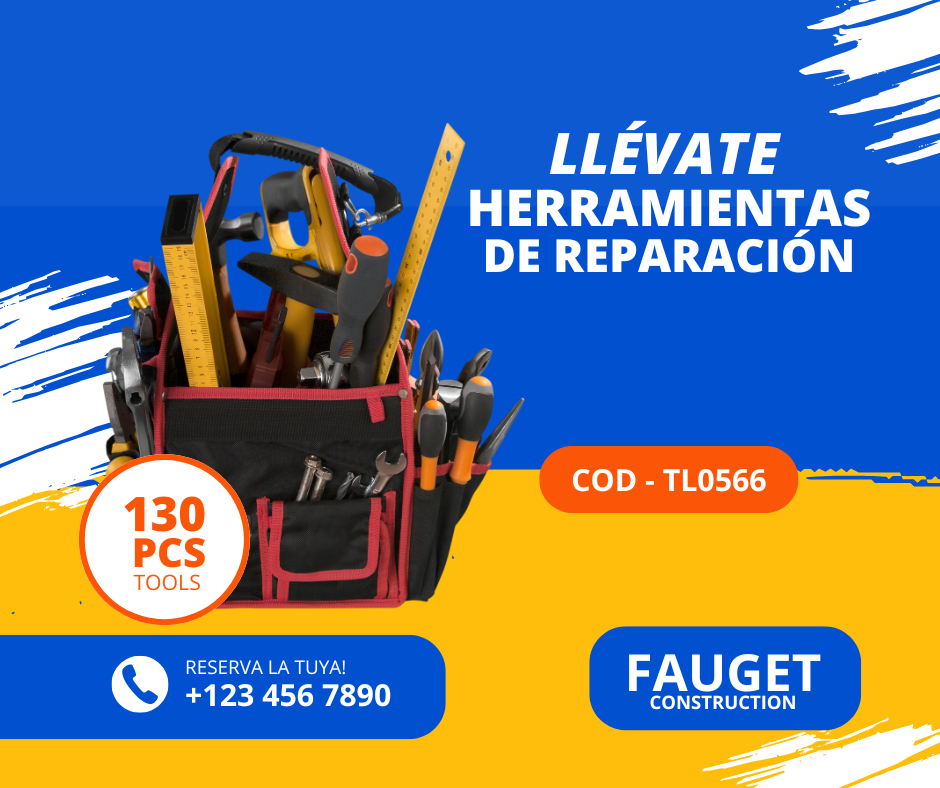 LLÉVATE
HERRAMIENTAS
DE REPARACIÓN
COD - TL0566
130
PCS
TOOLS
RESERVA LA TUYA!
+123 456 7890
FAUGET
CONSTRUCTION